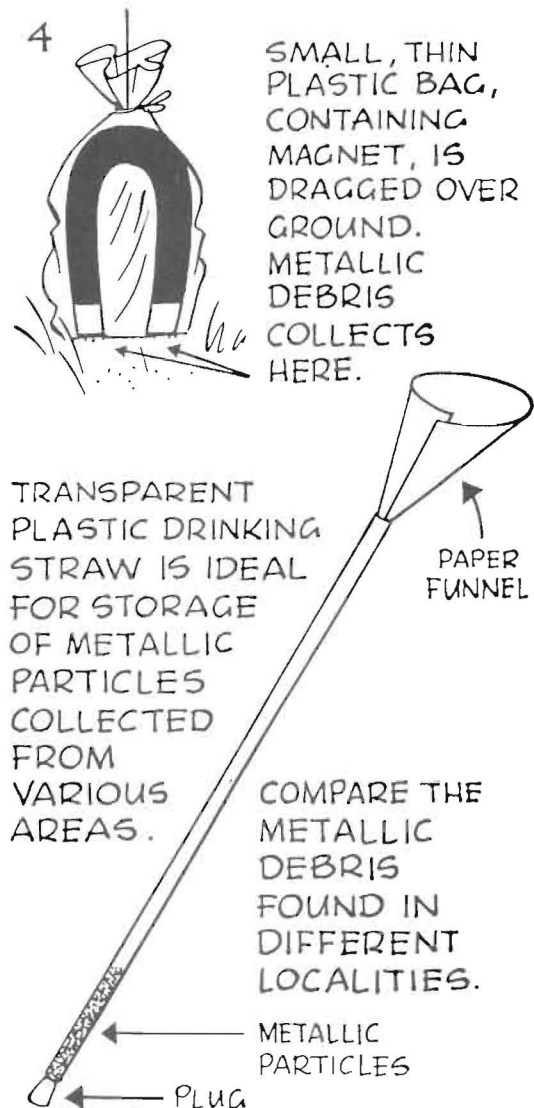 4
SMALL, THIN
PLASTIC BAG,
CONTAINING
MAGNET, IS
DRAGGED OVER
GROUND.
METALLIC
DEBRIS
COLLECTS
HERE.
TRANSPARENT
PLASTIC DRINKING
STRAW IS IDEAL
FOR STORAGE
OF METALLIC
PARTICLES
COLLECTED
FROM
VARIOUS
AREAS.
PAPER
FUNNEL
COMPARE THE
METALLIC
DEBRIS
FOUND IN
DIFFERENT
LOCALITIES.
METALLIC
PARTICLES
PLUG